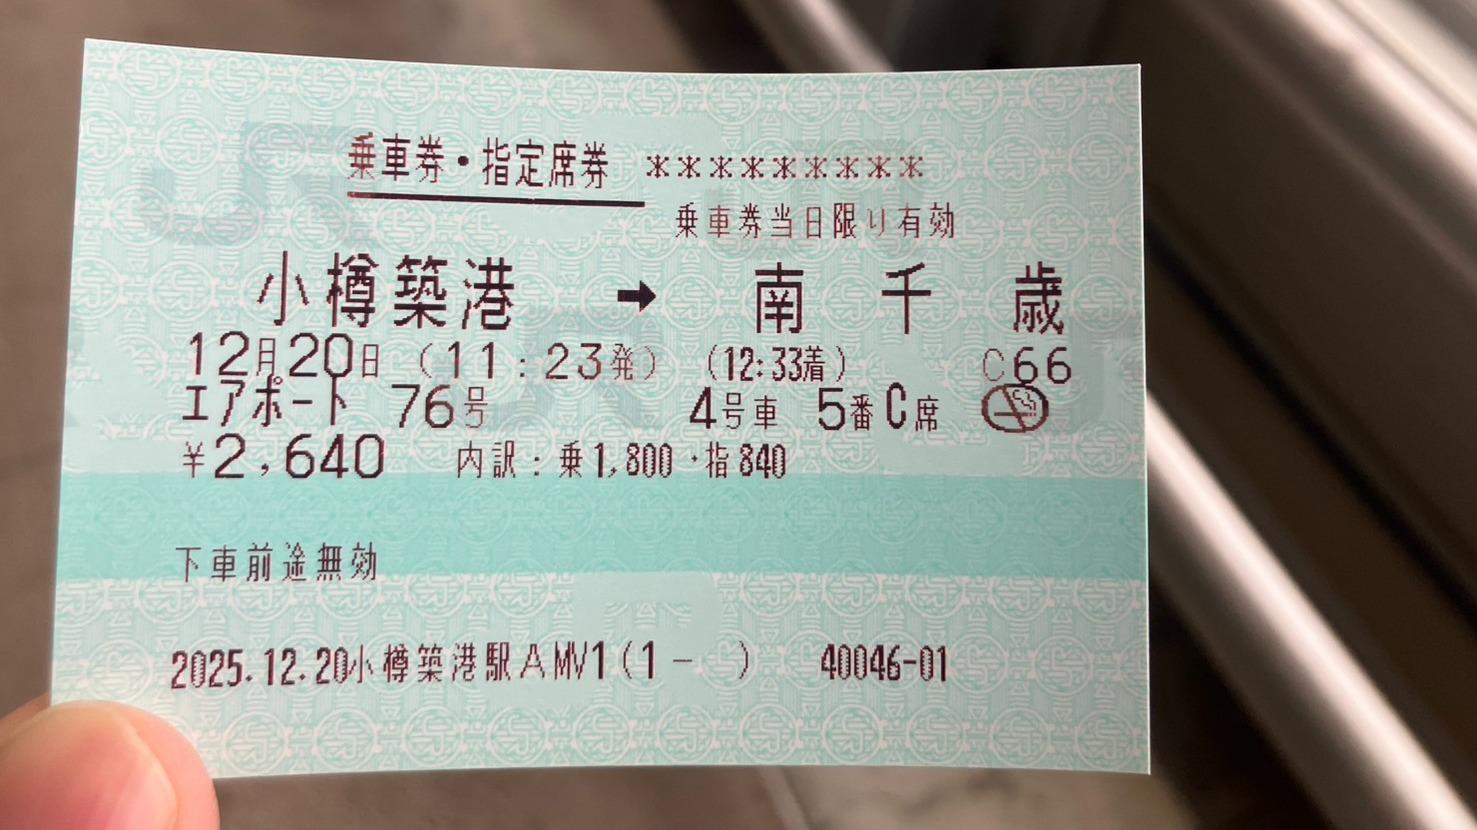 乗車券・指定席券 *********
乗車券当日限り有効
小樽築港 → 南千歳
12月20日 (11:23発) (12:33着) C66
エアポート 76号 4号車 5番C席
¥2,640 内訳:乗1,800・指840
下車前途無効
2025.12.20小樽築港駅AMV1(1- ) 40046-01